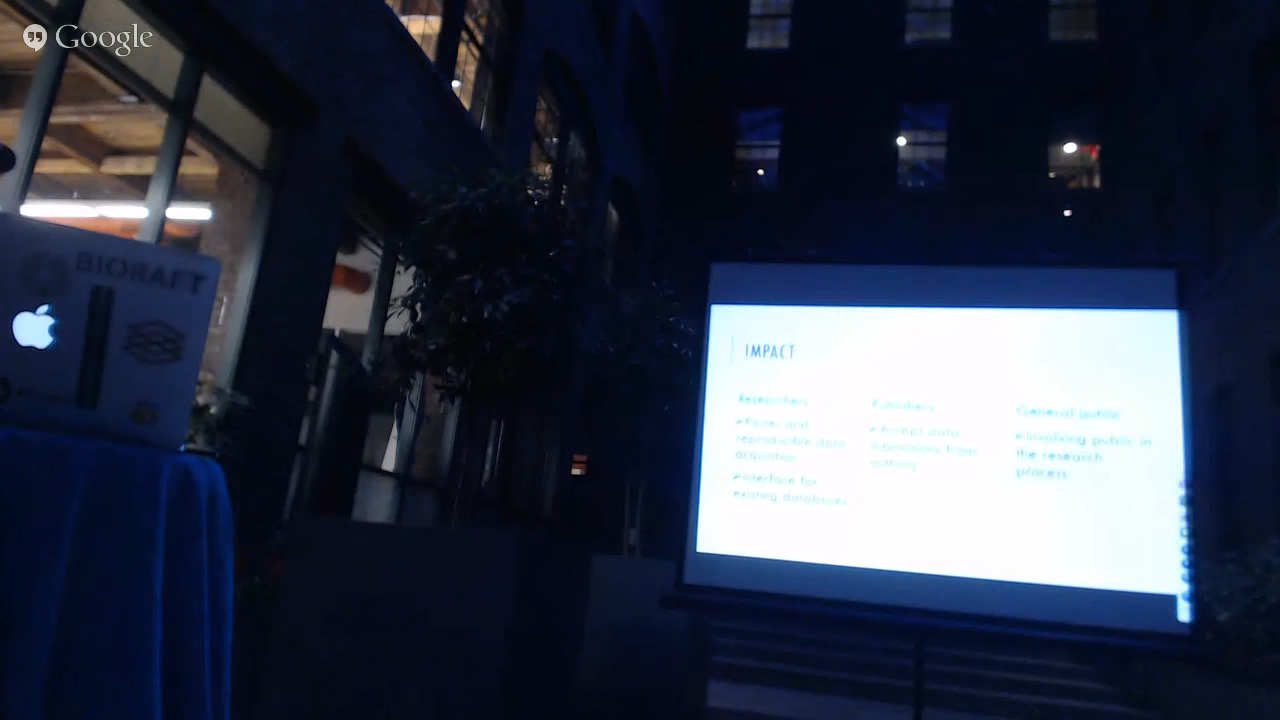 Google
BIORAFT
IMPACT
Researchers
Faster and
reproducible data
acquisition
Interface for
existing databases
Publishers
Accept data
submissions from
authors
General public
Involving public in
the research
process